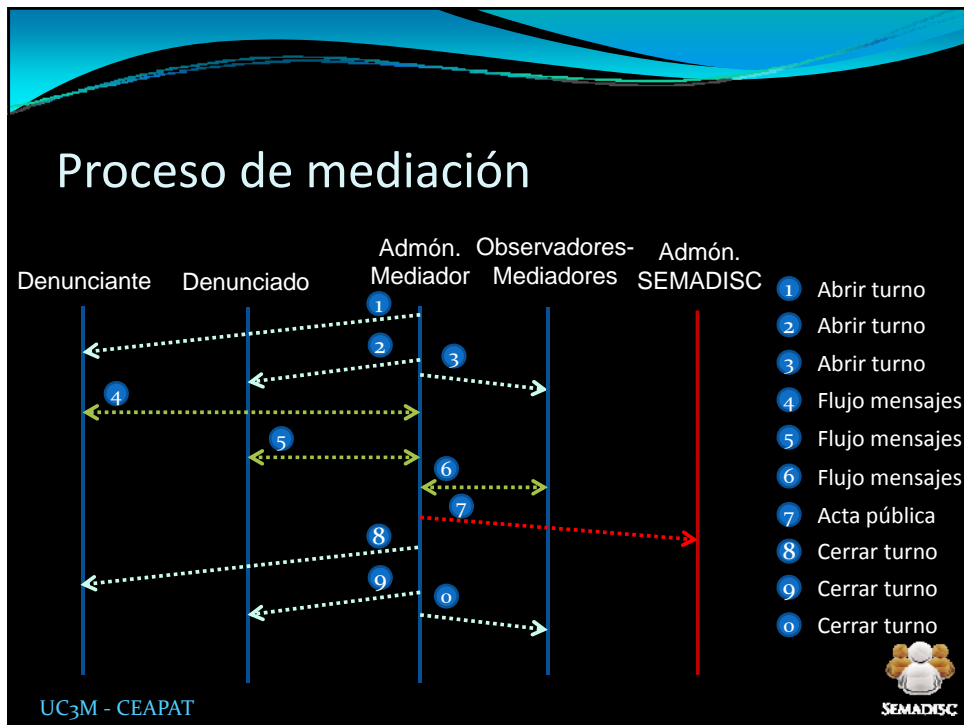 Proceso de mediación
Denunciante
Denunciado
Admón.
Mediador
Observadores-
Mediadores
Admón.
SEMADISC
1
2
3
4
5
6
7
8
9
0
1 Abrir turno
2 Abrir turno
3 Abrir turno
4 Flujo mensajes
5 Flujo mensajes
6 Flujo mensajes
7 Acta pública
8 Cerrar turno
9 Cerrar turno
0 Cerrar turno
UC3M - CEAPAT
SEMADISC